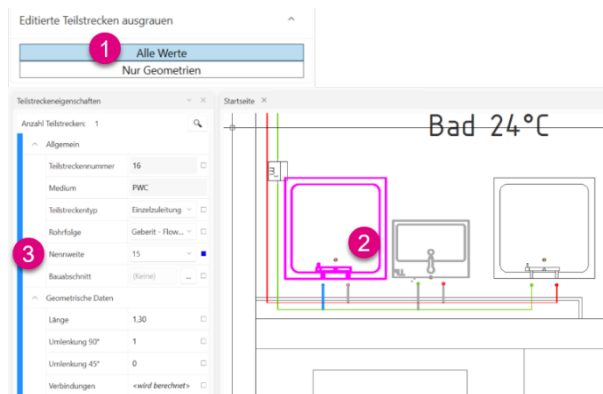 Editierte Teilstrecken ausgrauen
1
Alle Werte
Nur Geometrien
Teilstreckeneigenschaften
Startseite
Anzahl Teilstrecken: 1
Allgemein
Teilstreckennummer 16
Medium PWC
Teilstreckentyp Einzelzuleitung
Rohrfolge Geberit - Flow...
3
Nennweite 15
Bauabschnitt (Keine) ...
Geometrische Daten
Länge 1,30
Umlenkung 90° 1
Umlenkung 45° 0
Verbindungen <wird berechnet>
Bad 24°C
2